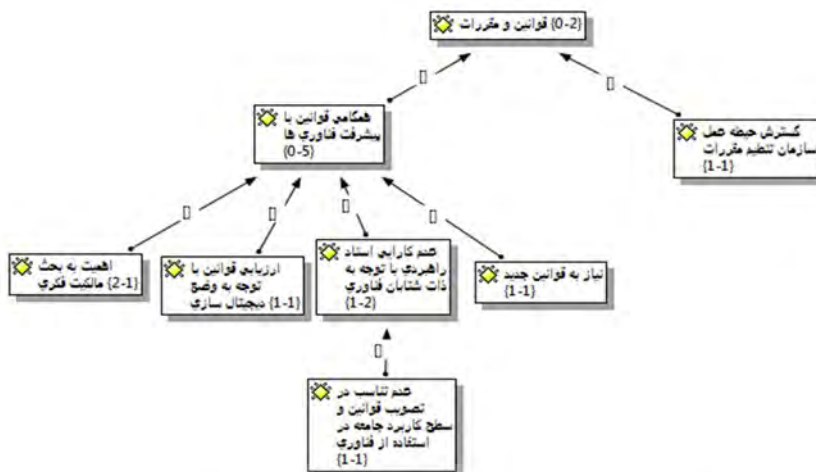 قوانین و مقررات {0-2}
همگامی قوانین با
پیشرفت فناوری ها
{0-5}
گسترش حیطه عمل
سازمان تنظیم مقررات
{1-1}
اهمیت به بحث
مالکیت فکری {2-1}
ارزیابی قوانین با
توجه به وضع
دیجیتال سازی {1-1}
عدم کارایی اسناد
راهبردی با توجه به
ذات شتابان فناوری
{1-2}
نیاز به قوانین جدید
{1-1}
عدم تناسب در
تصویب قوانین و
سطح کاربرد جامعه در
استفاده از فناوری
{1-1}